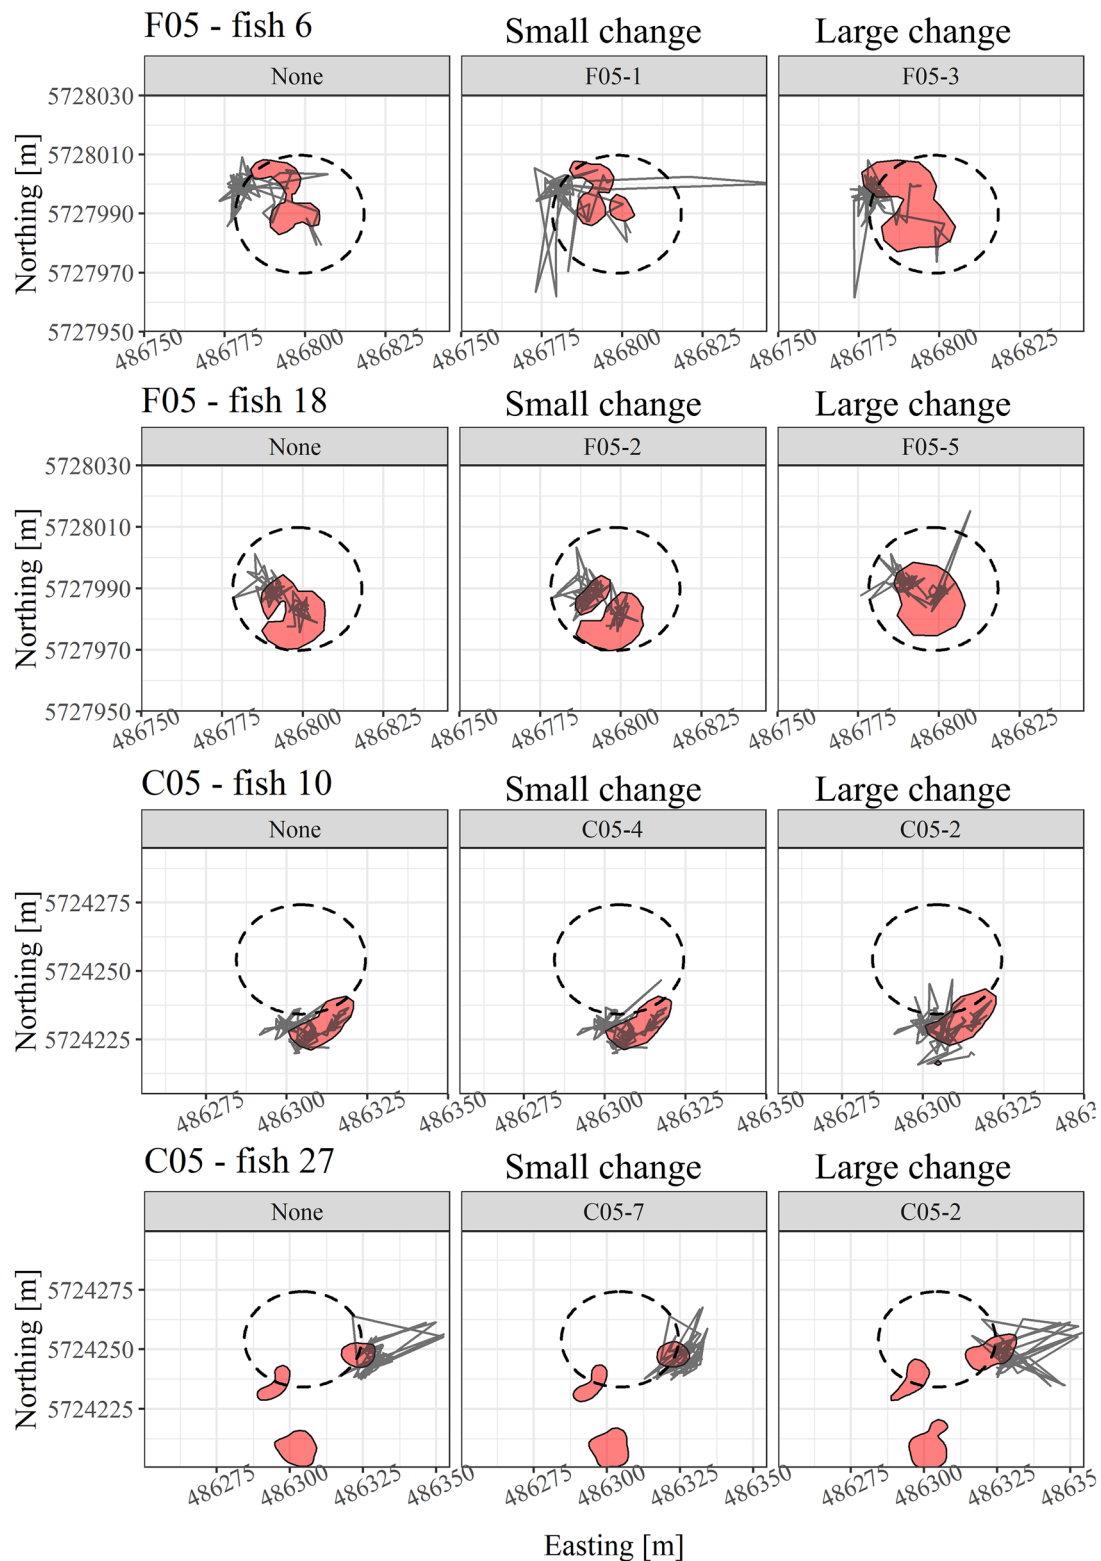 F05 - fish 6 Small change Large change
None F05-1 F05-3
Northing [m]
5728030
5728010
5727990
5727970
5727950
486750 486775 486800 486825 486750 486775 486800 486825 486750 486775 486800 486825
F05 - fish 18 Small change Large change
None F05-2 F05-5
Northing [m]
5728030
5728010
5727990
5727970
5727950
486750 486775 486800 486825 486750 486775 486800 486825 486750 486775 486800 486825
C05 - fish 10 Small change Large change
None C05-4 C05-2
Northing [m]
5724275
5724250
5724225
486275 486300 486325 486350 486275 486300 486325 486350 486275 486300 486325
C05 - fish 27 Small change Large change
None C05-7 C05-2
Northing [m]
5724275
5724250
5724225
486275 486300 486325 486350 486275 486300 486325 486350 486275 486300 486325 486350
Easting [m]